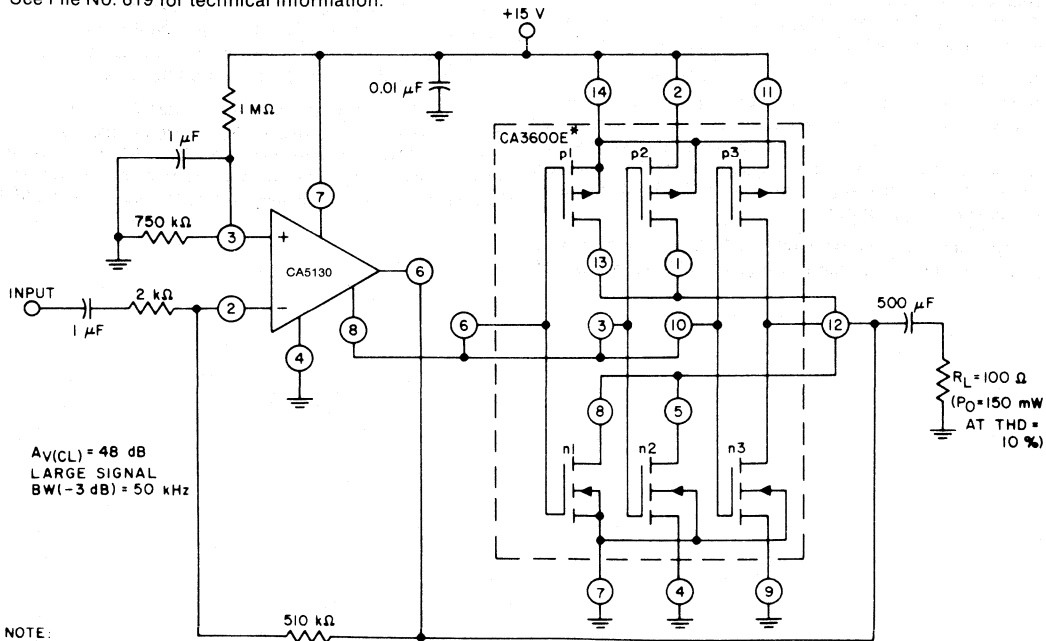 See File No. 619 for technical information.
+15 V
14
2
11
0.01 µF
1 MΩ
CA3600E*
p1
p2
p3
1 µF
7
750 kΩ
3
+
CA5130
6
13
1
INPUT
2 kΩ
2
−
500 µF
1 µF
8
6
3
10
12
4
RL = 100 Ω
(PO = 150 mW
AT THD =
10 %)
8
5
AV(CL) = 48 dB
LARGE SIGNAL
BW(−3 dB) = 50 kHz
n1
n2
n3
7
4
9
510 kΩ
NOTE: